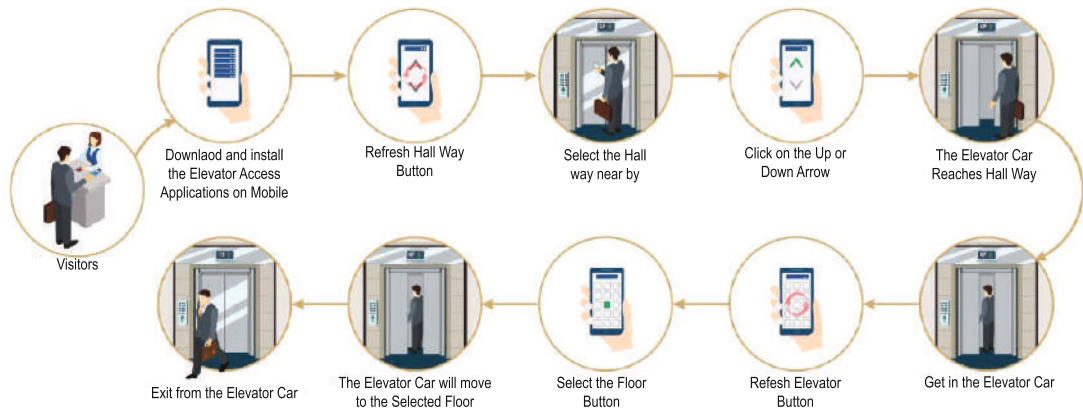 Visitors
Downlaod and install
the Elevator Access
Applications on Mobile
Refresh Hall Way
Button
Select the Hall
way near by
Click on the Up or
Down Arrow
The Elevator Car
Reaches Hall Way
Get in the Elevator Car
Refesh Elevator
Button
Select the Floor
Button
The Elevator Car will move
to the Selected Floor
Exit from the Elevator Car